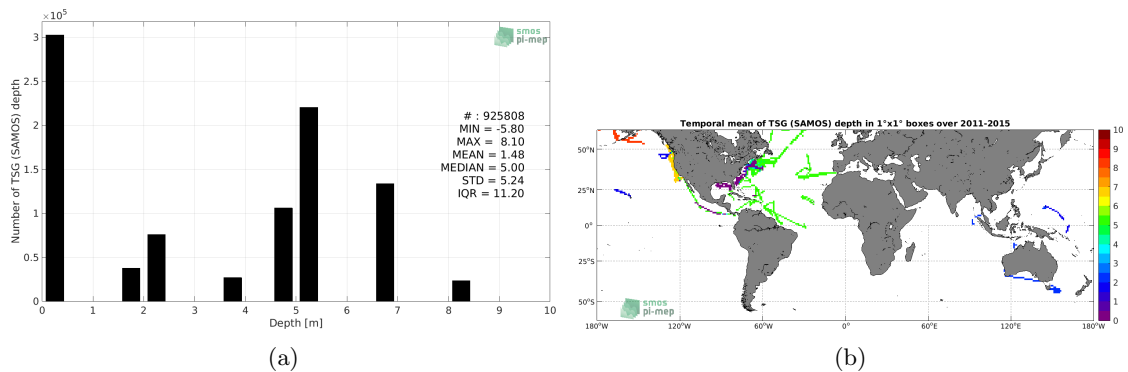 ×10⁵
3
2.5
2
1.5
1
0.5
0
Number of TSG (SAMOS) depth
smos
pi-mep
# : 925808
MIN = -5.80
MAX = 8.10
MEAN = 1.48
MEDIAN = 5.00
STD = 5.24
IQR = 11.20
0 1 2 3 4 5 6 7 8 9 10
Depth [m]
(a)
Temporal mean of TSG (SAMOS) depth in 1°x1° boxes over 2011-2015
50°N
25°N
0°
25°S
50°S
smos
pi-mep
180°W 120°W 60°W 0° 60°E 120°E 180°W
10
9
8
7
6
5
4
3
2
1
0
(b)